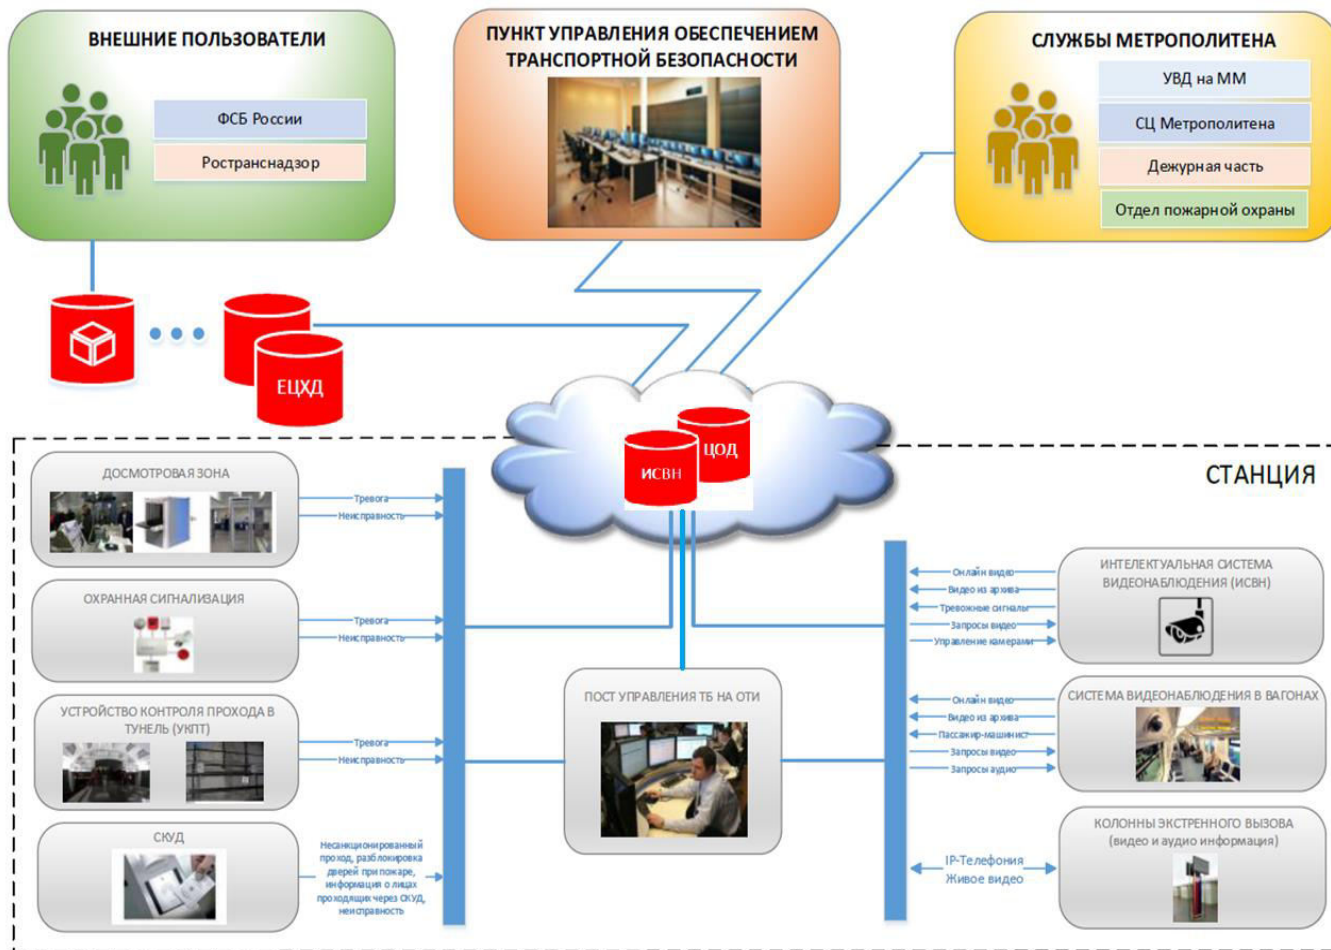 ВНЕШНИЕ ПОЛЬЗОВАТЕЛИ
ФСБ России
Ространснадзор
ПУНКТ УПРАВЛЕНИЯ ОБЕСПЕЧЕНИЕМ
ТРАНСПОРТНОЙ БЕЗОПАСНОСТИ
СЛУЖБЫ МЕТРОПОЛИТЕНА
УВД на ММ
СЦ Метрополитена
Дежурная часть
Отдел пожарной охраны
ЕЦХД
ЦОД
ИСВН
СТАНЦИЯ
ДОСМОТРОВАЯ ЗОНА
Тревога
Неисправность
ОХРАННАЯ СИГНАЛИЗАЦИЯ
Тревога
Неисправность
УСТРОЙСТВО КОНТРОЛЯ ПРОХОДА В
ТУНЕЛЬ (УКПТ)
Тревога
Неисправность
СКУД
Несанкционированный
проход, разблокировка
дверей при пожаре,
информация о лицах
проходящих через СКУД,
неисправность
ПОСТ УПРАВЛЕНИЯ ТБ НА ОТИ
Онлайн видео
Видео из архива
Тревожные сигналы
Запросы видео
Управление камерами
ИНТЕЛЕКТУАЛЬНАЯ СИСТЕМА
ВИДЕОНАБЛЮДЕНИЯ (ИСВН)
Онлайн видео
Видео из архива
Пассажир-машинист
Запросы видео
Запросы аудио
СИСТЕМА ВИДЕОНАБЛЮДЕНИЯ В ВАГОНАХ
IP-Телефония
Живое видео
КОЛОННЫ ЭКСТРЕННОГО ВЫЗОВА
(видео и аудио информация)